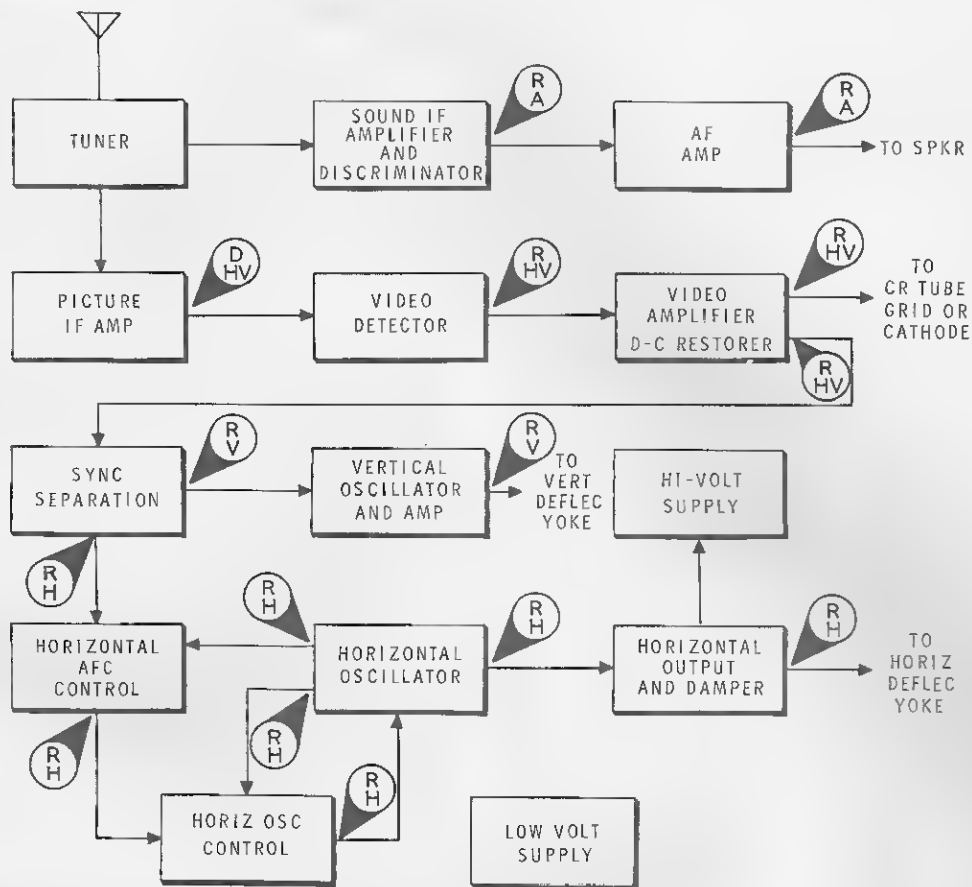 TUNER
SOUND IF
AMPLIFIER
AND
DISCRIMINATOR
R
A
AF
AMP
R
A
TO SPKR
PICTURE
IF AMP
D
HV
VIDEO
DETECTOR
R
HV
VIDEO
AMPLIFIER
D-C RESTORER
R
HV
R
HV
TO
CR TUBE
GRID OR
CATHODE
SYNC
SEPARATION
R
V
VERTICAL
OSCILLATOR
AND AMP
R
V
TO
VERT
DEFLEC
YOKE
HI-VOLT
SUPPLY
R
H
HORIZONTAL
AFC
CONTROL
R
H
HORIZONTAL
OSCILLATOR
R
H
HORIZONTAL
OUTPUT
AND DAMPER
R
H
TO
HORIZ
DEFLEC
YOKE
R
H
R
H
R
H
HORIZ OSC
CONTROL
LOW VOLT
SUPPLY